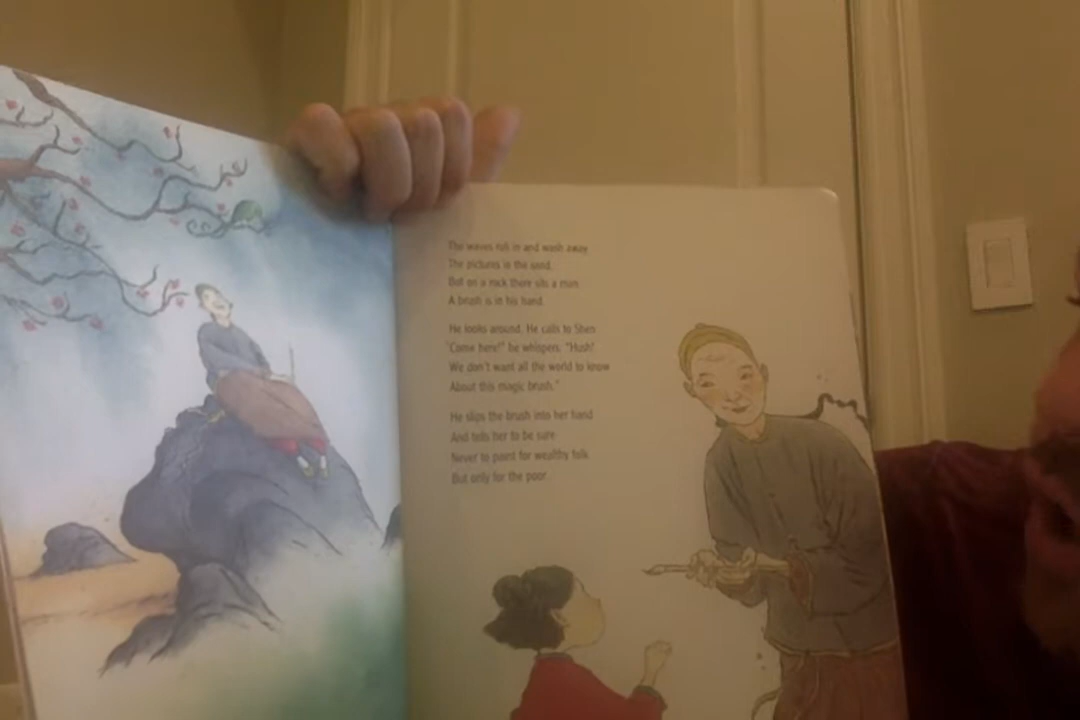 The waves rush in and wash away
The pictures in the sand.
But on a rock there sits a man.
A brush is in his hand.
He looks around. He calls to Shen
"Come here!" he whispers. "Hush!
We don't want all the world to know
About this magic brush."
He slips the brush into her hand
And tells her to be sure
Never to paint for wealthy folk
But only for the poor.